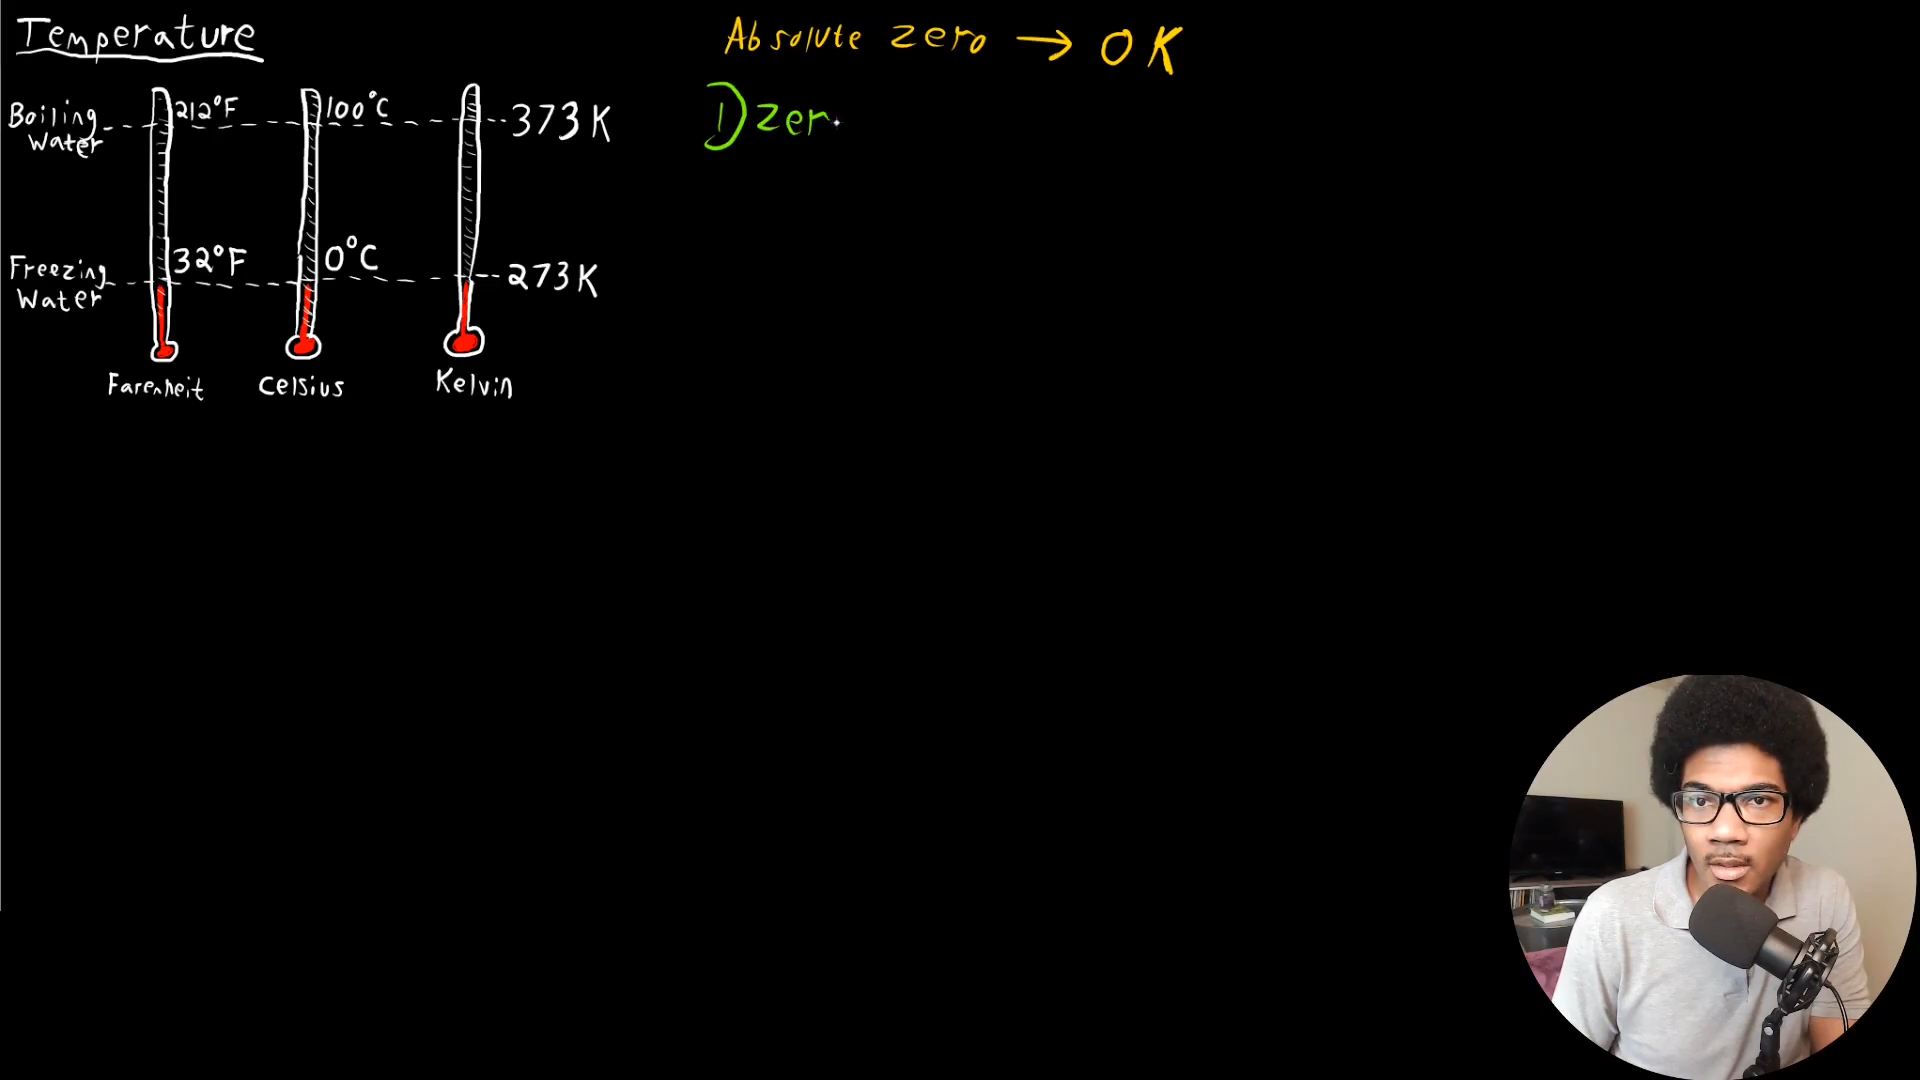 Temperature
Absolute zero → 0 K
Boiling Water
212°F
100°C
373 K
1) zer
Freezing Water
32°F
0°C
273 K
Farenheit
Celsius
Kelvin